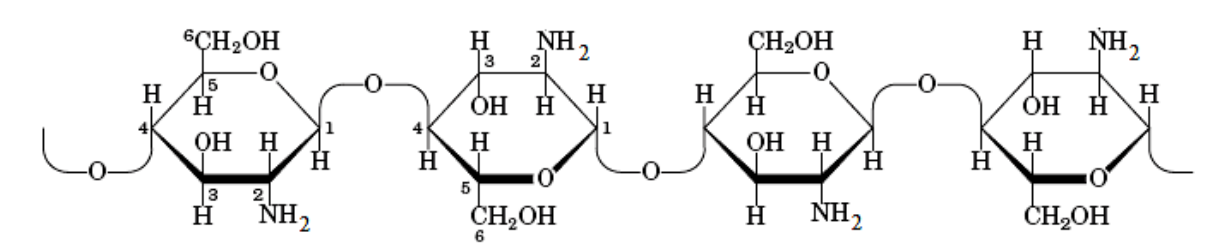 ⁶CH₂OH H NH₂ CH₂OH H NH₂
3 2
5 O O
H H H H H H H
H O OH H H O OH H
4 OH H 1 4 H 1 OH H H
O H H O H H
5 O O
3 2
H NH₂ CH₂OH H NH₂ CH₂OH
6